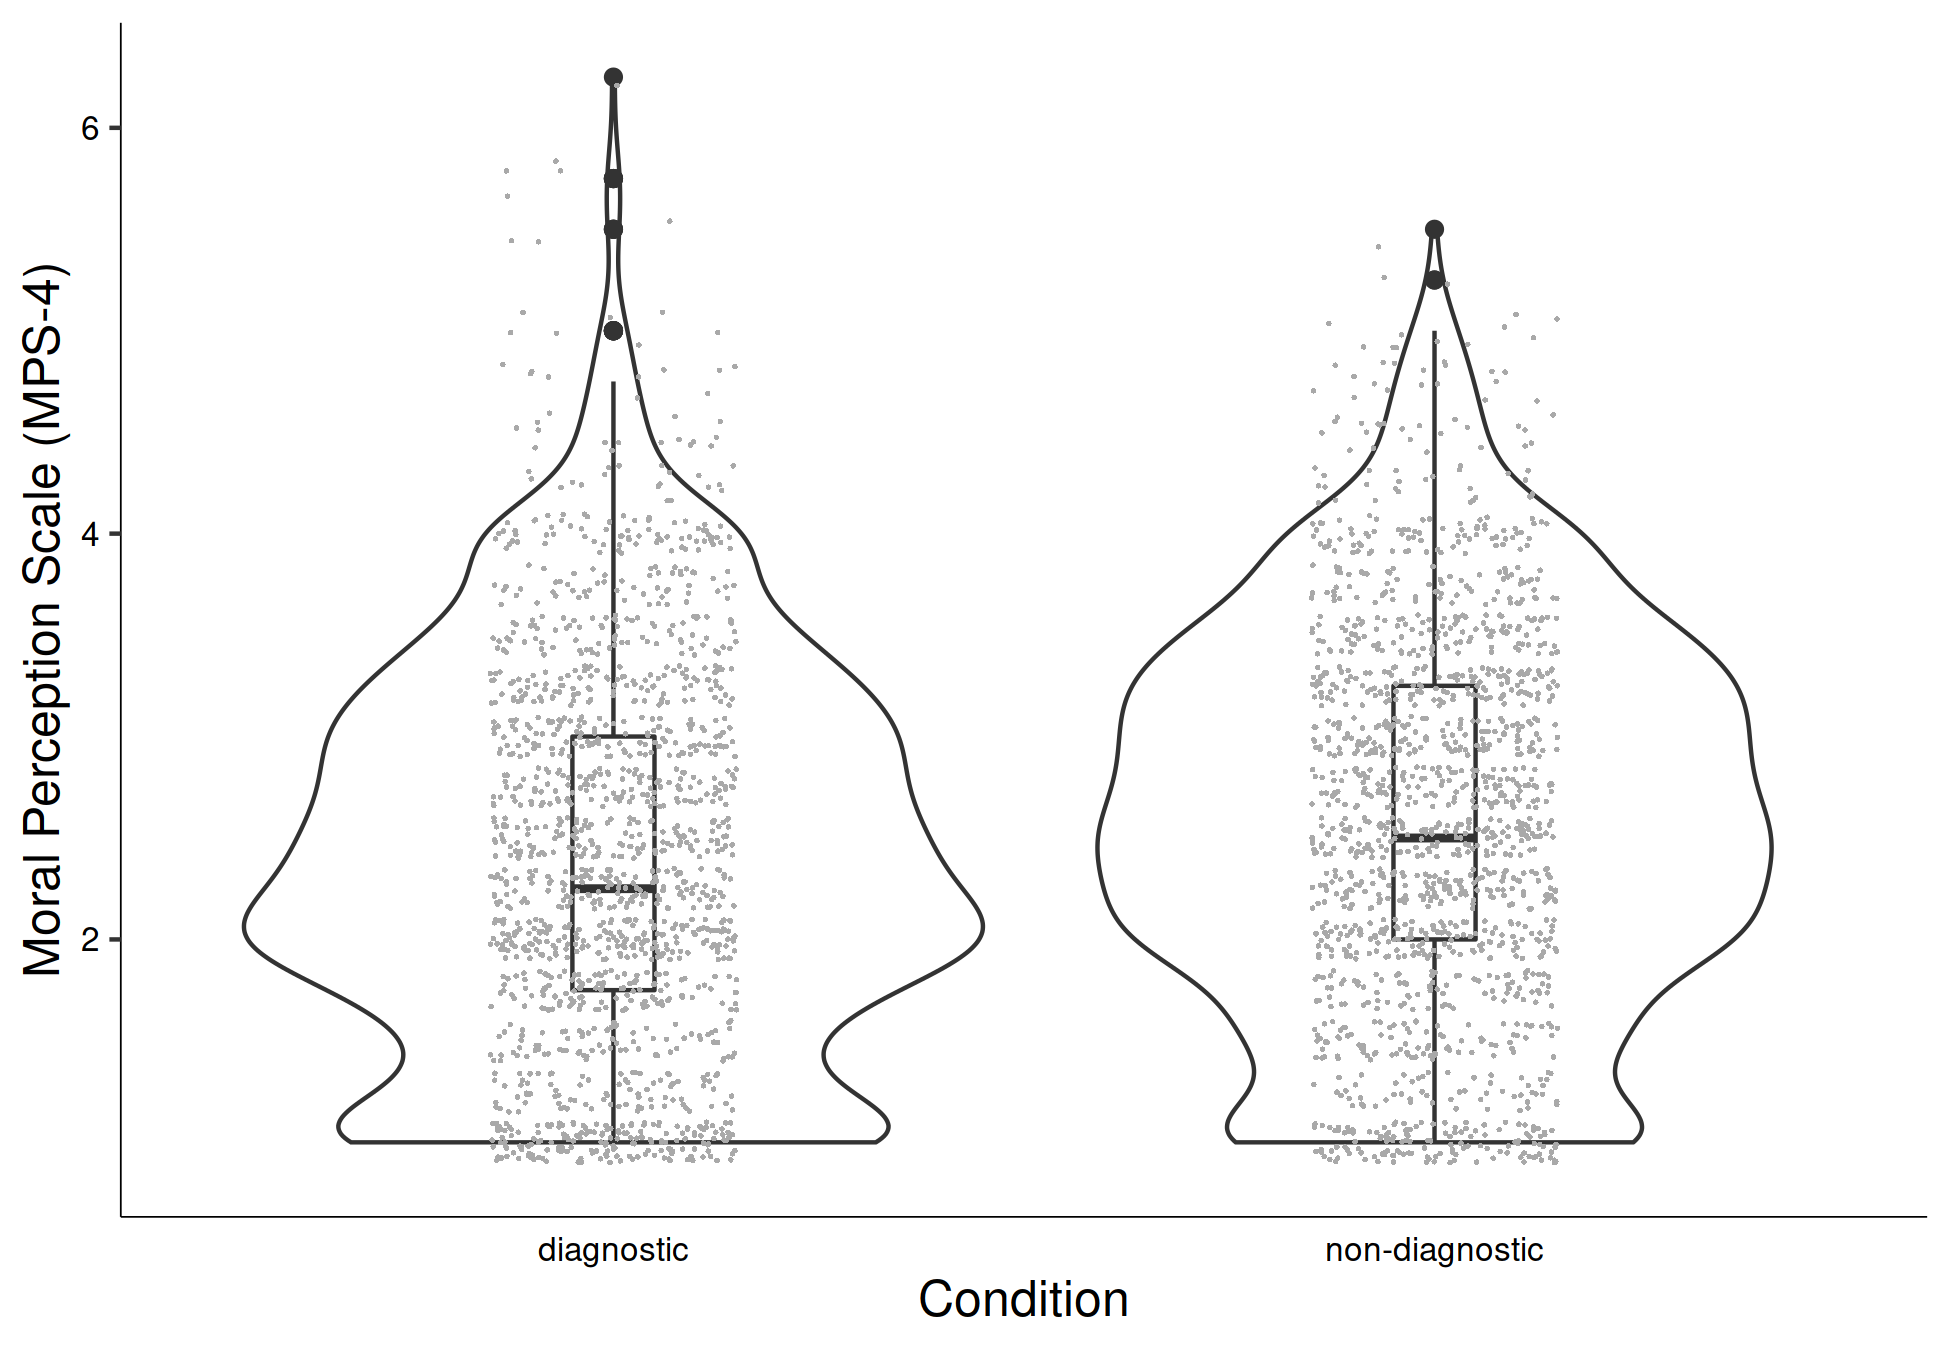 Moral Perception Scale (MPS-4)
6
4
2
diagnostic
non-diagnostic
Condition